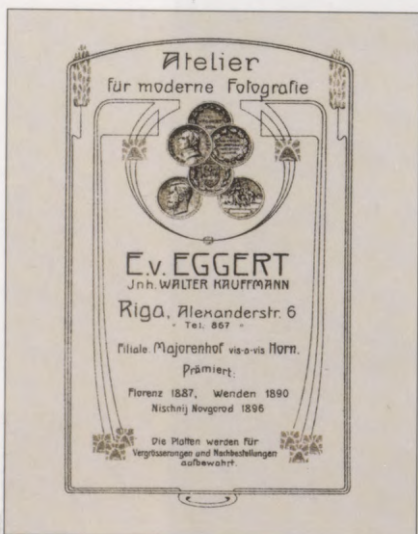 Atelier
für moderne Fotografie
E.v. EGGERT
Jnh. WALTER KAUFFMANN
Riga, Alexanderstr. 6
Tel. 857
Filiale: Majorenhof vis-a-vis Horn.
Prämiert:
Florenz 1887, Wenden 1890
Nischnij Novgorod 1896
Die Platten werden für
Vergrösserungen und Nachbestellungen
aufbewahrt.